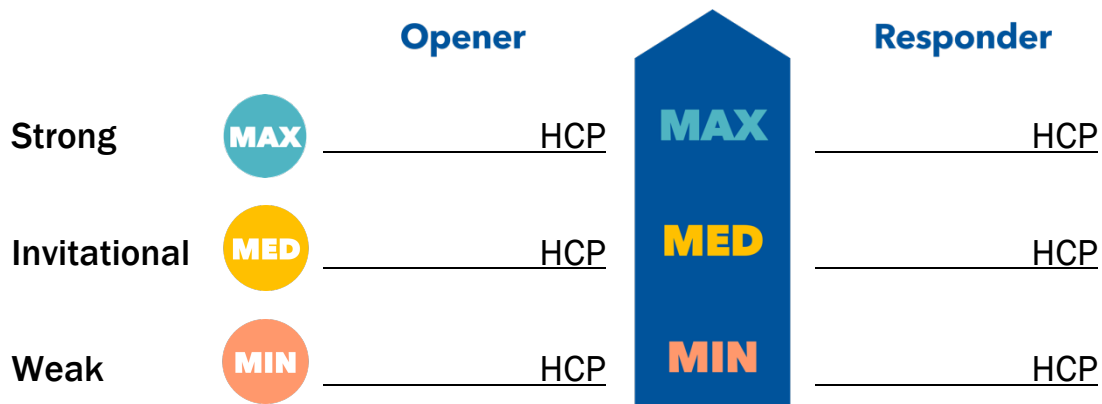 Opener Responder
Strong MAX HCP MAX HCP
Invitational MED HCP MED HCP
Weak MIN HCP MIN HCP